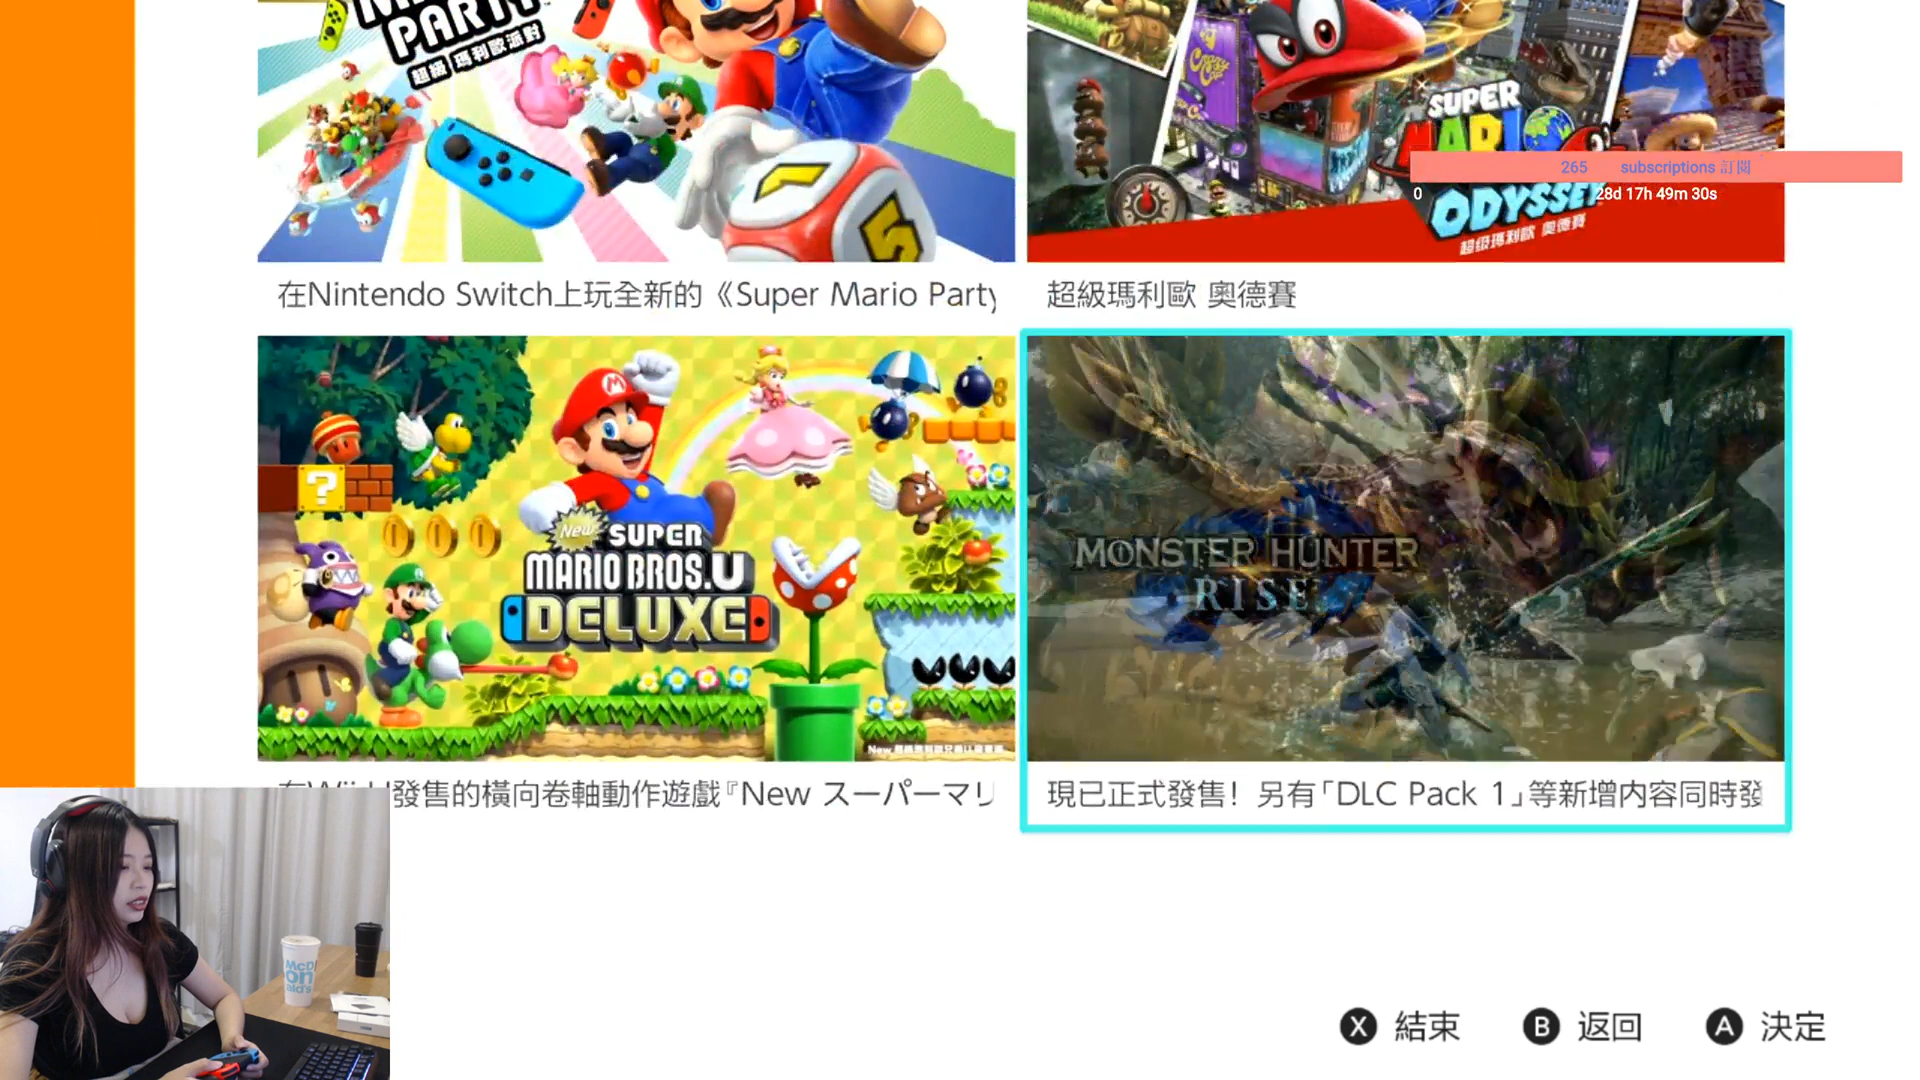 PARTY
超級 瑪利歐派對
SUPER
MARIO
ODYSSEY
超級瑪利歐 奧德賽
265 subscriptions 訂閱
0 28d 17h 49m 30s
在Nintendo Switch上玩全新的《Super Mario Party
超級瑪利歐 奧德賽
New SUPER
MARIO BROS.U
DELUXE
MONSTER HUNTER
RISE
發售的橫向卷軸動作遊戲『New スーパーマリ
現已正式發售！另有「DLC Pack 1」等新增內容同時發
McD
on
ald's
X 結束
B 返回
A 決定